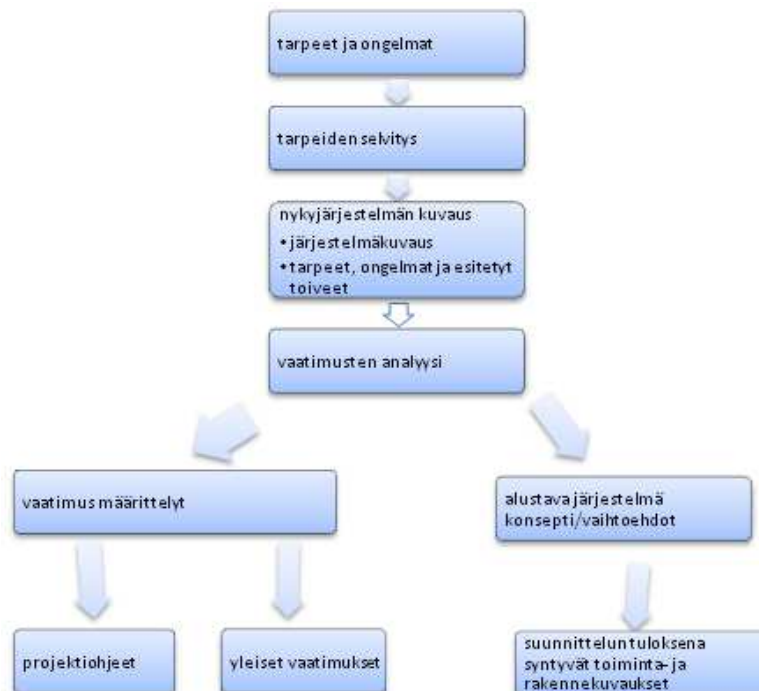 tarpeet ja ongelmat
tarpeiden selvitys
nykyjärjestelmän kuvaus
• järjestelmäkuvaus
• tarpeet, ongelmat ja esitetyt
toiveet
vaatimusten analyysi
vaatimus määrittelyt
alustava järjestelmä
konsepti/vaihtoehdot
projektiohjeet
yleiset vaatimukset
suunnittelun tuloksena
syntyvät toiminta- ja
rakennekuvaukset